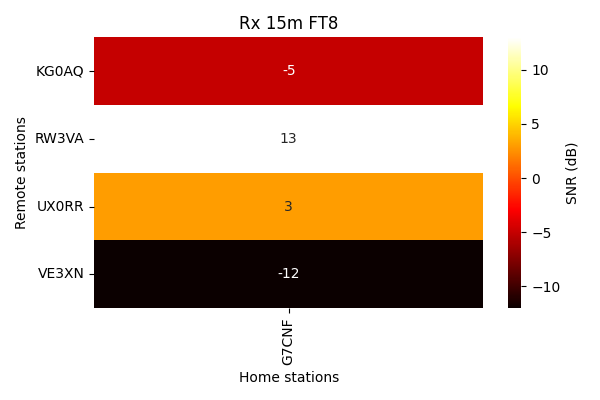 Rx 15m FT8
Remote stations
KG0AQ
-5
RW3VA
13
UX0RR
3
VE3XN
-12
G7CNF
Home stations
10
5
0
−5
−10
SNR (dB)